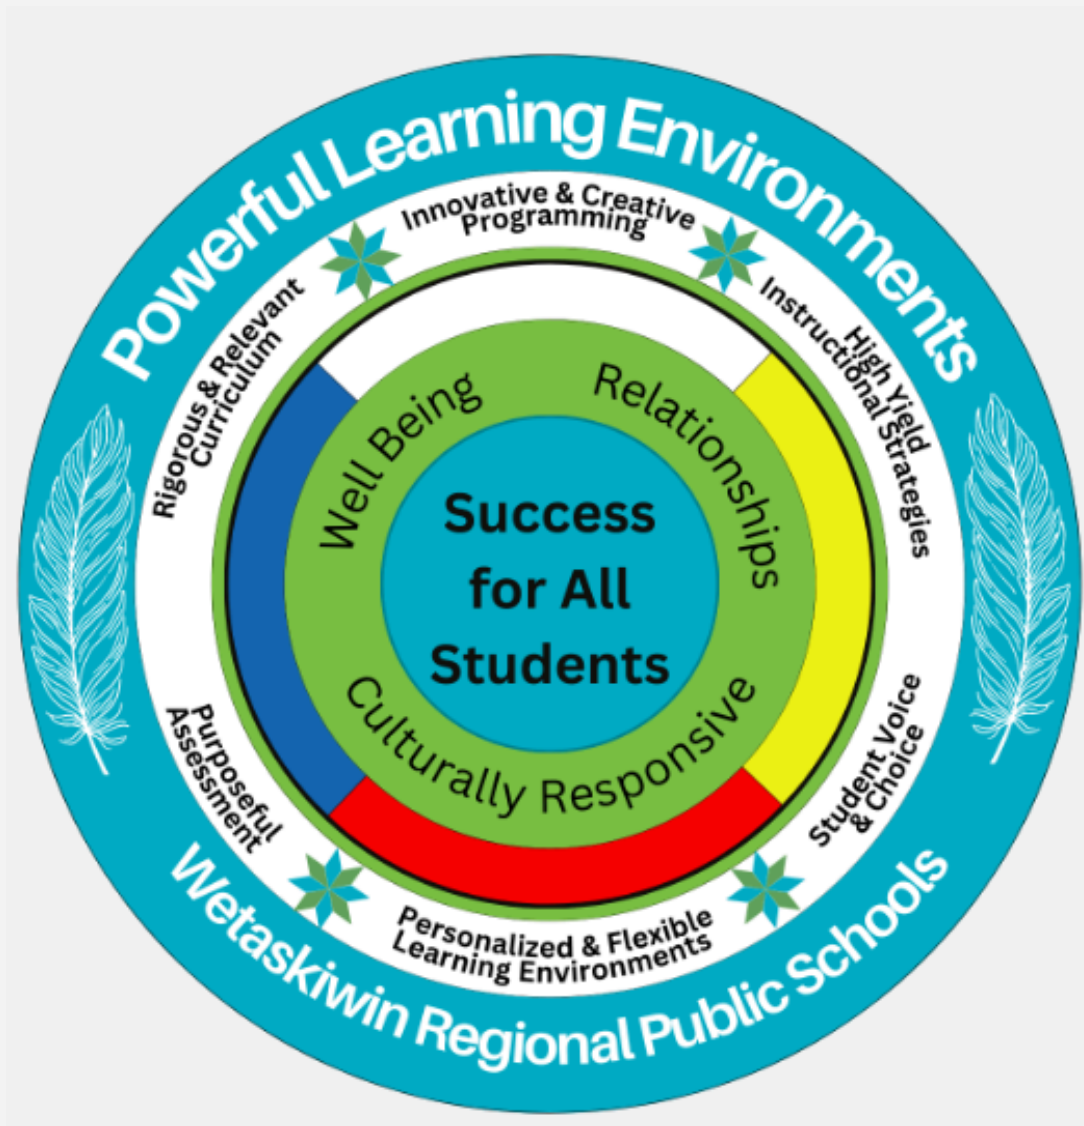 Powerful Learning Environments
Innovative & Creative
Programming
Rigorous & Relevant
Curriculum
High Yield
Instructional Strategies
Well Being
Relationships
Success
for All
Students
Culturally Responsive
Purposeful
Assessment
Student Voice
& Choice
Personalized & Flexible
Learning Environments
Wetaskiwin Regional Public Schools